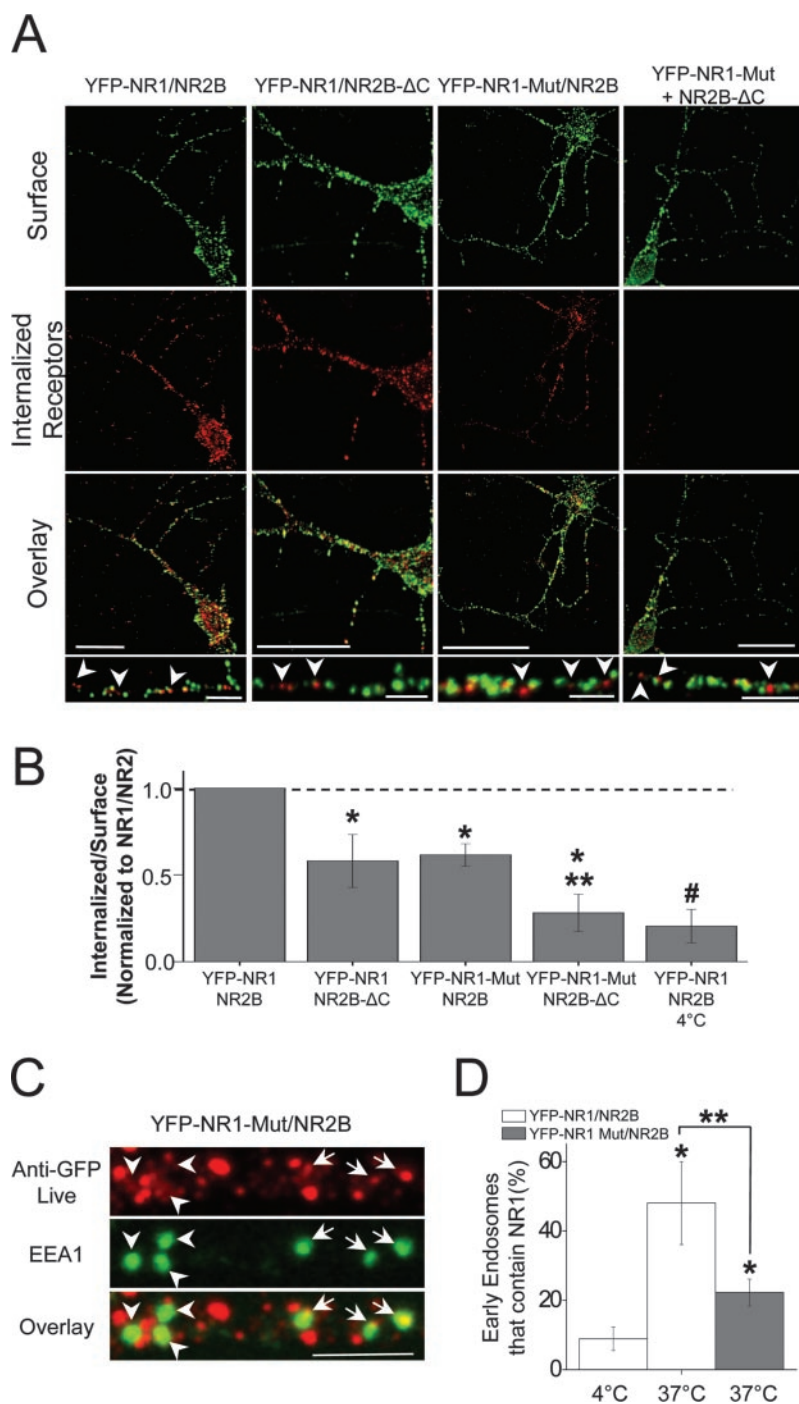 A
YFP-NR1/NR2B
YFP-NR1/NR2B-ΔC
YFP-NR1-Mut/NR2B
YFP-NR1-Mut
+ NR2B-ΔC
Surface
Internalized
Receptors
Overlay
B
Internalized/Surface
(Normalized to NR1/NR2)
1.0
0.5
0.0
*
*
*
**
#
YFP-NR1
NR2B
YFP-NR1
NR2B-ΔC
YFP-NR1-Mut
NR2B
YFP-NR1-Mut
NR2B-ΔC
YFP-NR1
NR2B
4°C
C
YFP-NR1-Mut/NR2B
Anti-GFP
Live
EEA1
Overlay
D
YFP-NR1/NR2B
YFP-NR1 Mut/NR2B
Early Endosomes
that contain NR1(%)
60
40
20
0
*
**
*
4°C
37°C
37°C